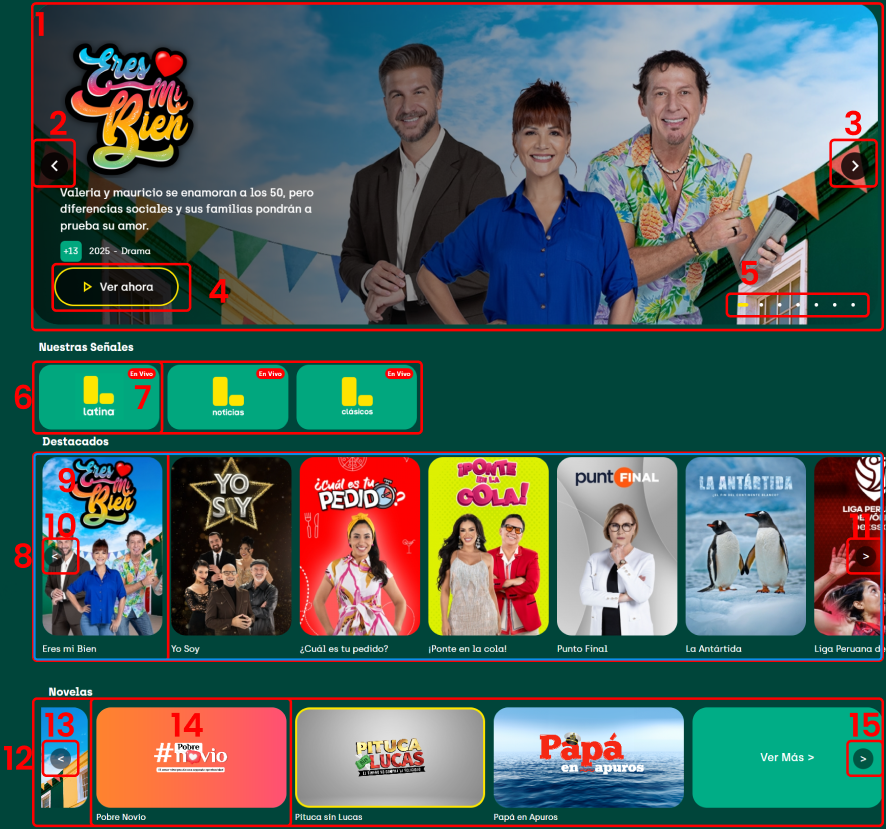 1
Eres
Mi
Bien
2
3
Valeria y mauricio se enamoran a los 50, pero
diferencias sociales y sus familias pondrán a
prueba su amor.
+13 2025 - Drama
Ver ahora
4
5
Nuestras Señales
6
7
En Vivo
latina
En Vivo
noticias
En Vivo
clásicos
Destacados
8
9
Eres
Mi
Bien
10
<
YO
SOY
¿Cuál es tu
PEDIDO?
¡PONTE
EN LA
COLA!
punto FINAL
LA ANTÁRTIDA
LIGA PER
11
>
Eres mi Bien
Yo Soy
¿Cuál es tu pedido?
¡Ponte en la cola!
Punto Final
La Antártida
Liga Peruana de
Novelas
12
13
<
14
#Pobre
novio
PITUCA
SIN LUCAS
Papá
en apuros
Ver Más >
15
>
Pobre Novio
Pituca sin Lucas
Papá en Apuros